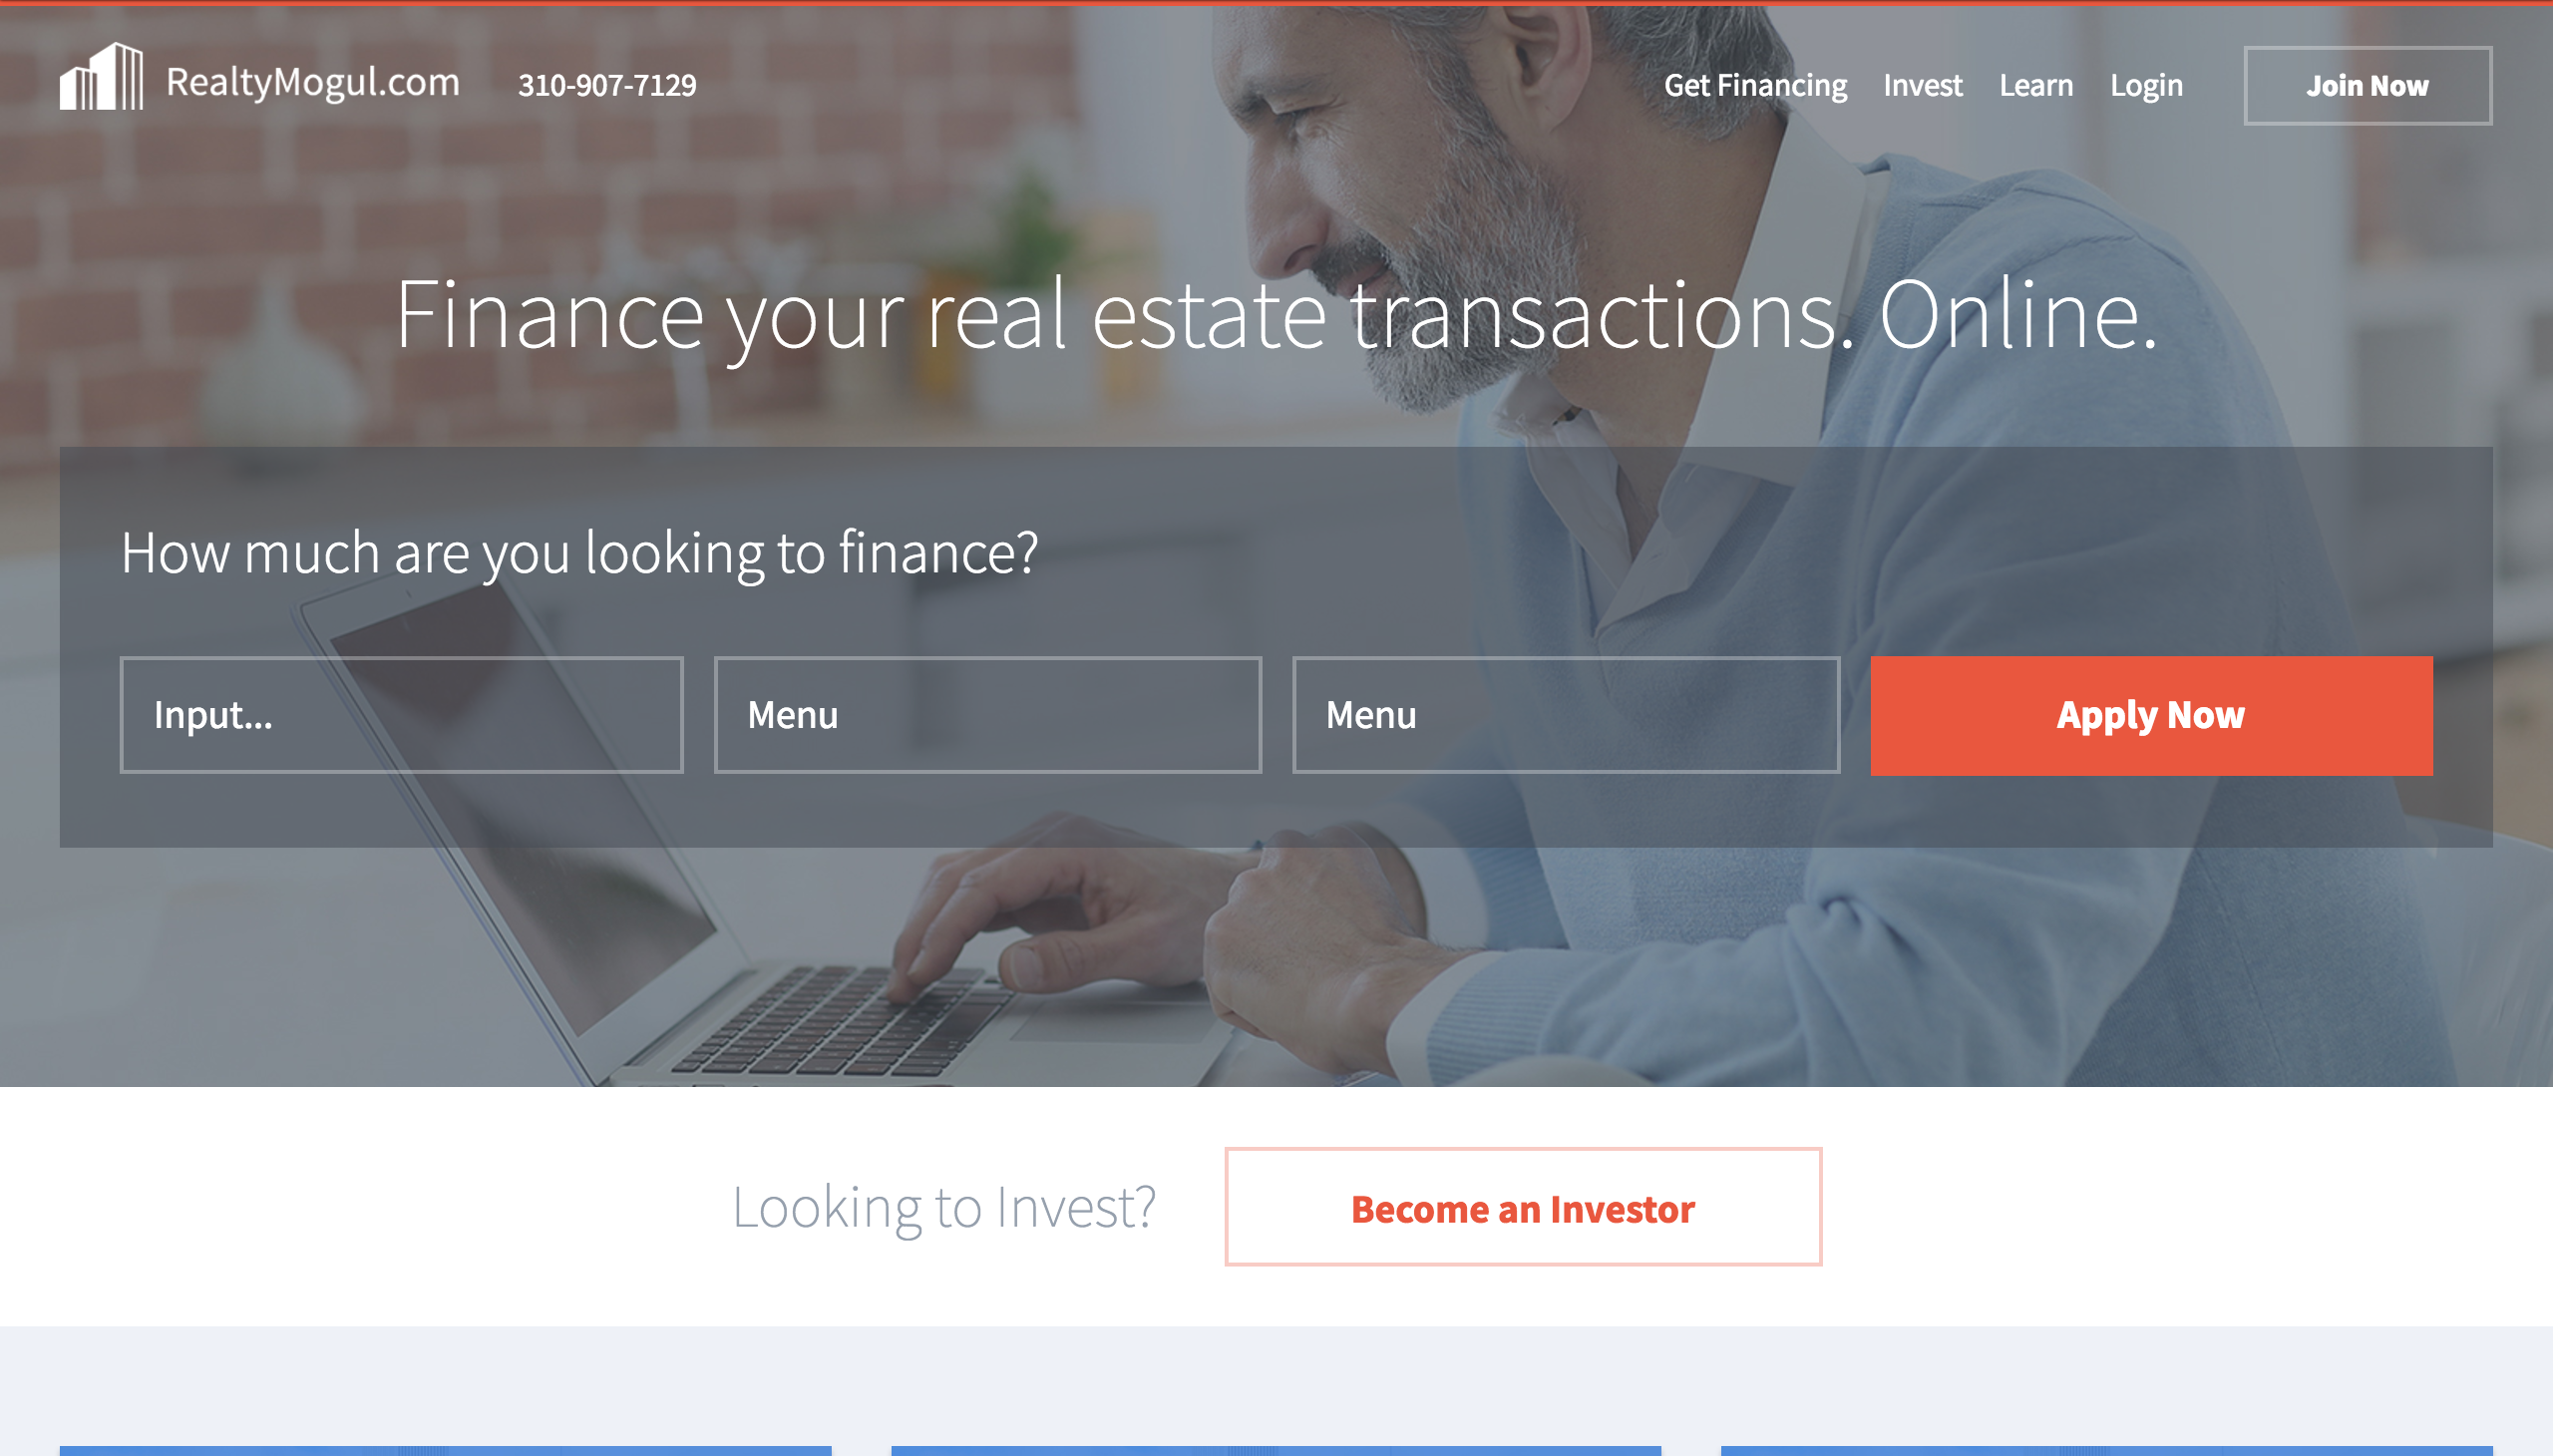 RealtyMogul.com 310-907-7129 Get Financing Invest Learn Login Join Now
Finance your real estate transactions. Online.
How much are you looking to finance?
Input... Menu Menu Apply Now
Looking to Invest? Become an Investor